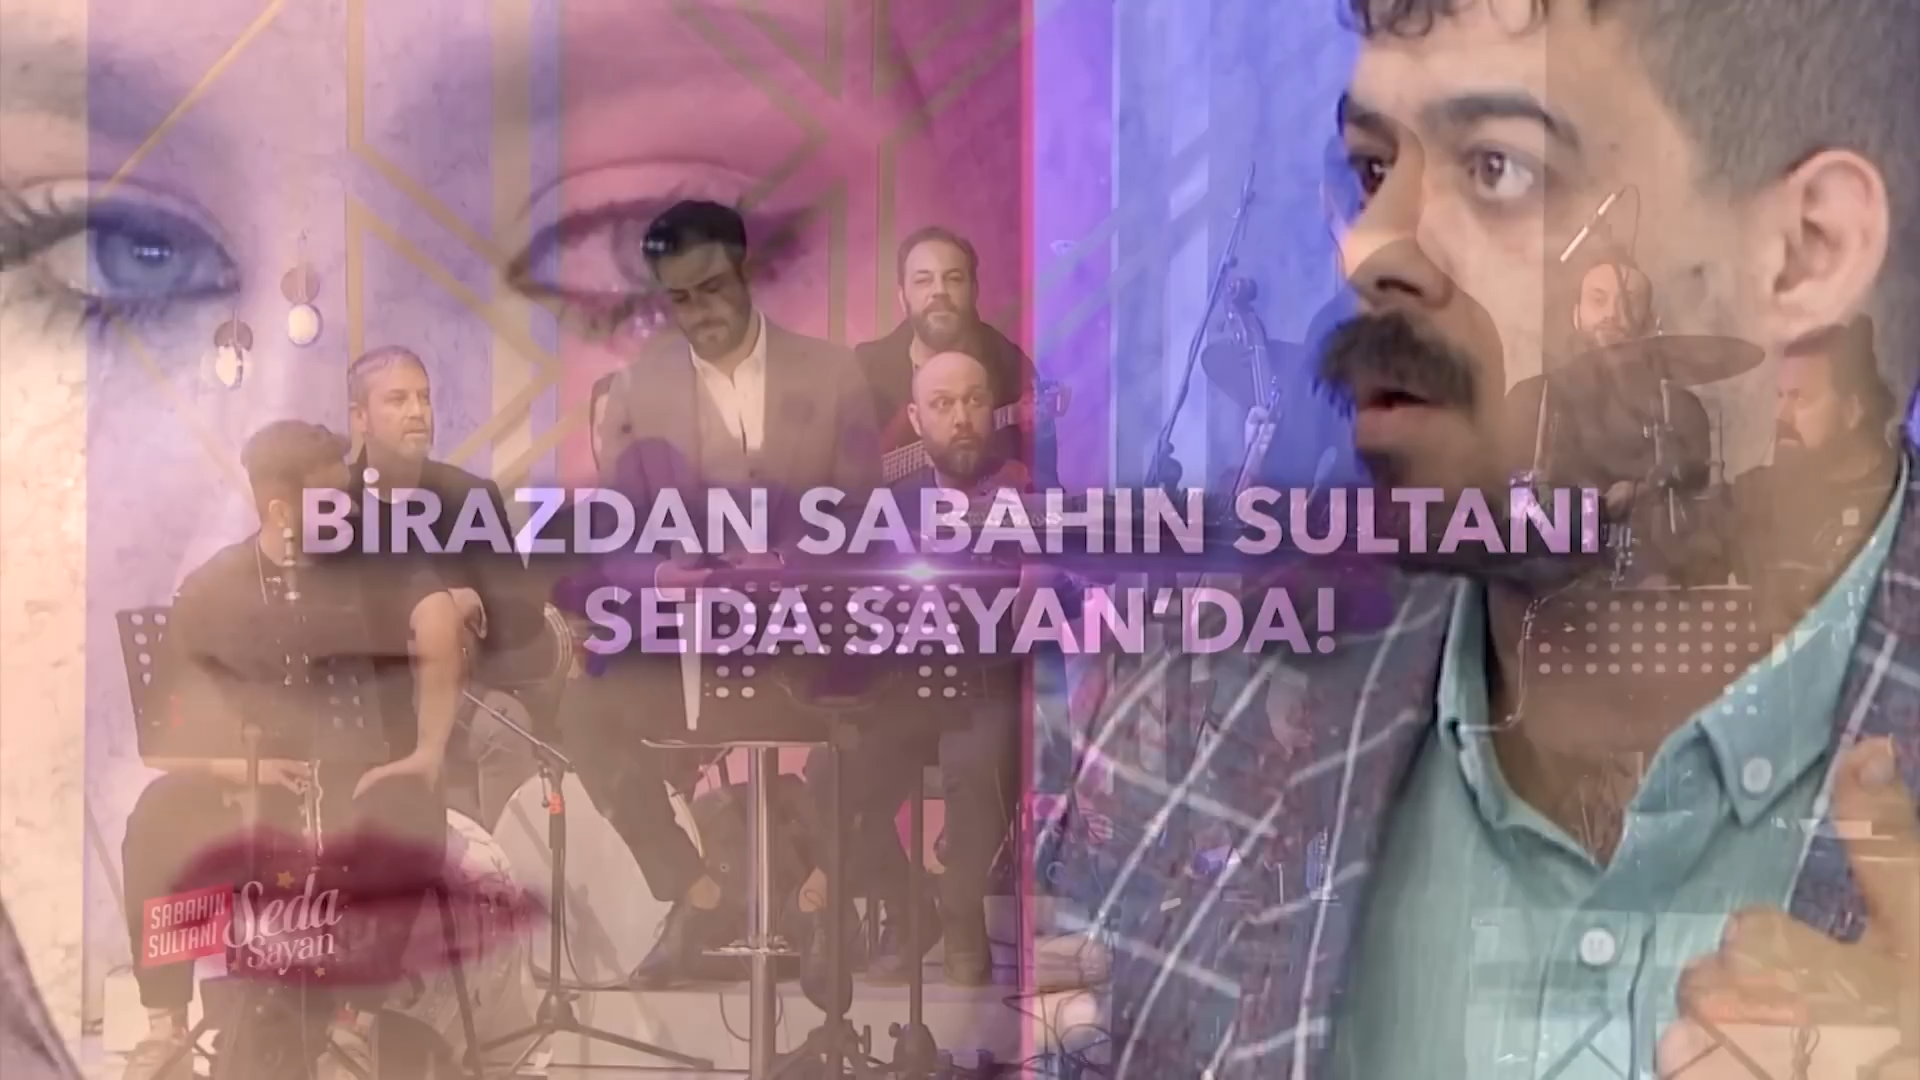 BİRAZDAN SABAHIN SULTANI
SEDA SAYAN'DA!
SABAHIN
SULTANI
Seda
Sayan